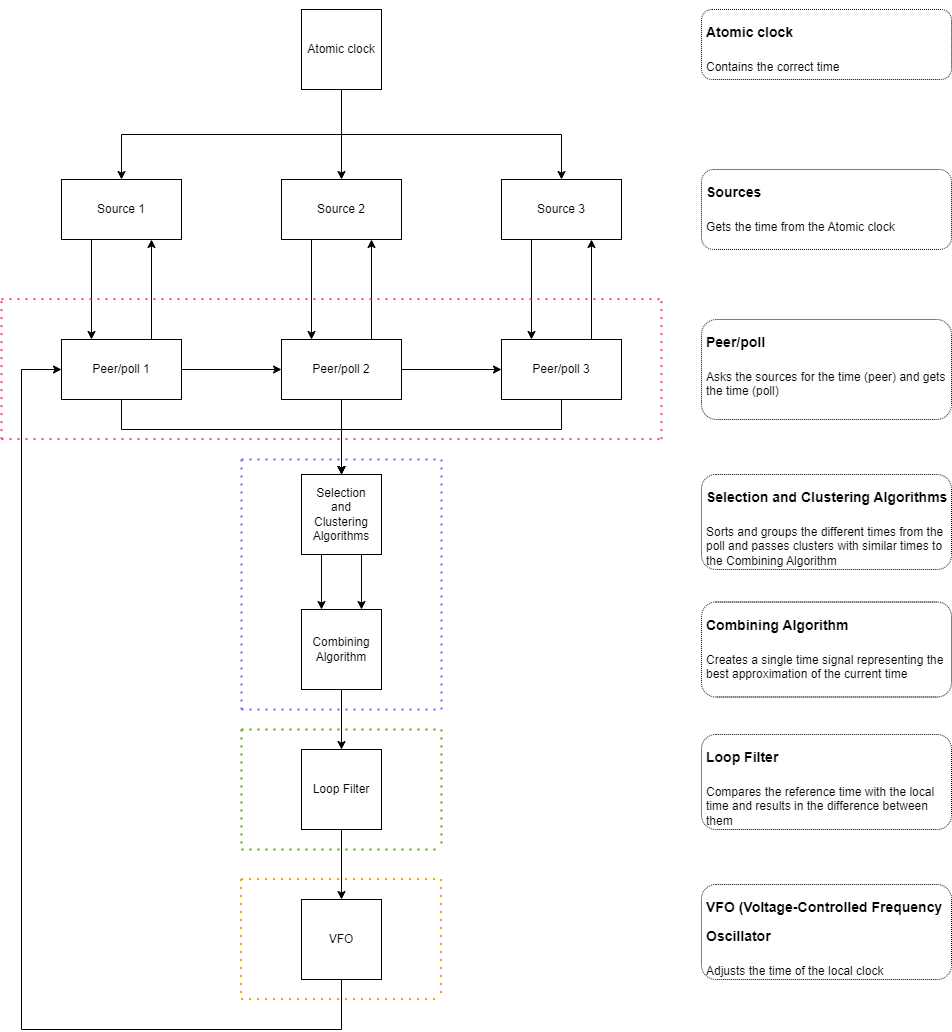 Atomic clock
Atomic clock
Contains the correct time
Source 1
Source 2
Source 3
Sources
Gets the time from the Atomic clock
Peer/poll 1
Peer/poll 2
Peer/poll 3
Peer/poll
Asks the sources for the time (peer) and gets
the time (poll)
Selection
and
Clustering
Algorithms
Selection and Clustering Algorithms
Sorts and groups the different times from the
poll and passes clusters with similar times to
the Combining Algorithm
Combining
Algorithm
Combining Algorithm
Creates a single time signal representing the
best approximation of the current time
Loop Filter
Loop Filter
Compares the reference time with the local
time and results in the difference between
them
VFO
VFO (Voltage-Controlled Frequency
Oscillator
Adjusts the time of the local clock